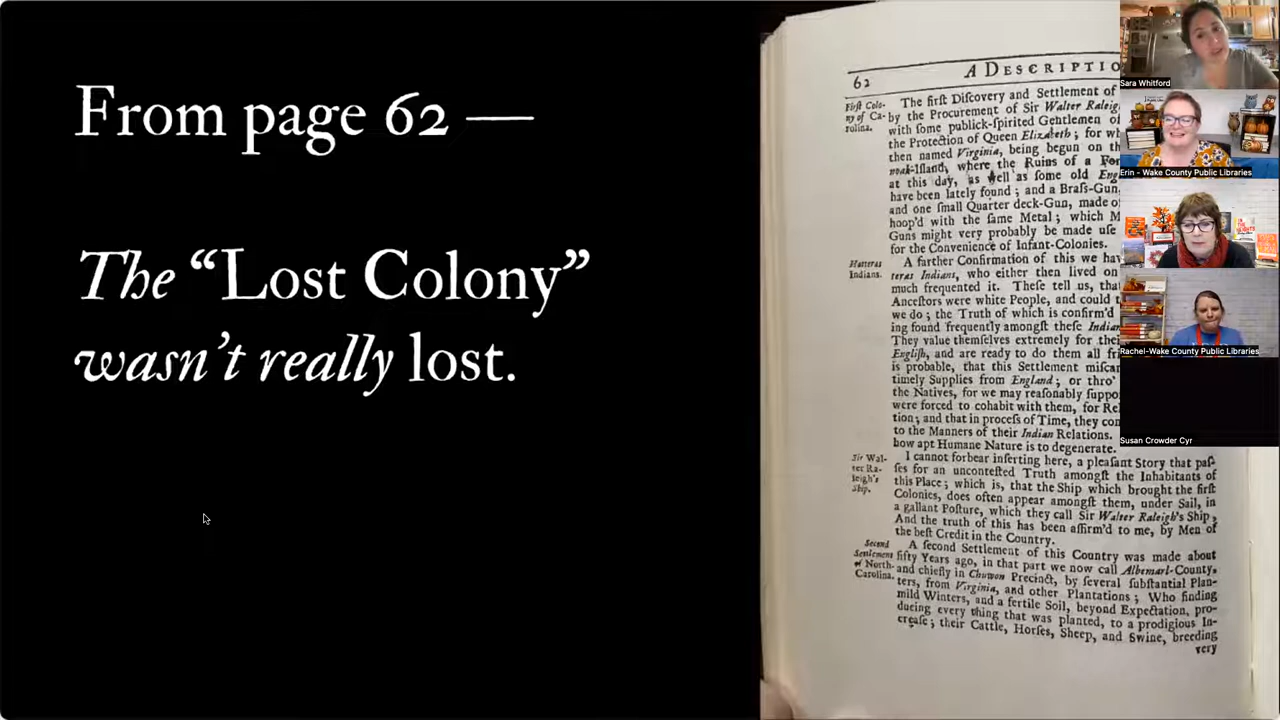 From page 62 —
The “Lost Colony”
wasn’t really lost.
62
A DESCRIPTIO
First Colo-
ny of Ca-
rolina.
The firſt Diſcovery and Settlement of
by the Procurement of Sir Walter Raleig
with ſome publick-ſpirited Gentlemen of
the Protection of Queen Elizabeth; for wh
then named Virginia, being begun on th
noak-Iſland, where the Ruins of a For
at this day, as well as ſome old Eng
have been lately found; and a Braſs-Gun,
and one ſmall Quarter deck-Gun, made o
hoop'd with the ſame Metal; which M
Guns might very probably be made uſe
for the Convenience of Infant-Colonies.
Hatteras
Indians.
A farther Confirmation of this we hav
teras Indians, who either then lived on
much frequented it. Theſe tell us, tha
Anceſtors were white People, and could t
we do; the Truth of which is confirm'd
ing found frequently amongſt theſe Indian
They value themſelves extremely for thei
Engliſh, and are ready to do them all fri
is probable, that this Settlement miſcar
timely Supplies from England; or thro'
the Natives, for we may reaſonably ſuppo
were forced to cohabit with them, for Rel
tion; and that in proceſs of Time, they con
to the Manners of their Indian Relations.
how apt Humane Nature is to degenerate.
Sir Wal-
ter Ra-
leigh's
Ship.
I cannot forbear inſerting here, a pleaſant Story that paſ-
ſes for an unconteſted Truth amongſt the Inhabitants of
this Place; which is, that the Ship which brought the firſt
Colonies, does often appear amongſt them, under Sail, in
a gallant Poſture, which they call Sir Walter Raleigh's Ship;
And the truth of this has been affirm'd to me, by Men of
the beſt Credit in the Country.
Second
Settlement
of North-
Carolina.
A ſecond Settlement of this Country was made about
fifty Years ago, in that part we now call Albemarl-County,
and chiefly in Chuwon Precinct, by ſeveral ſubſtantial Plan-
ters, from Virginia, and other Plantations; Who finding
mild Winters, and a fertile Soil, beyond Expectation, pro-
ducing every thing that was planted, to a prodigious In-
creaſe; their Cattle, Horſes, Sheep, and Swine, breeding
very
Sara Whitford
Erin - Wake County Public Libraries
Rachel-Wake County Public Libraries
Susan Crowder Cyr